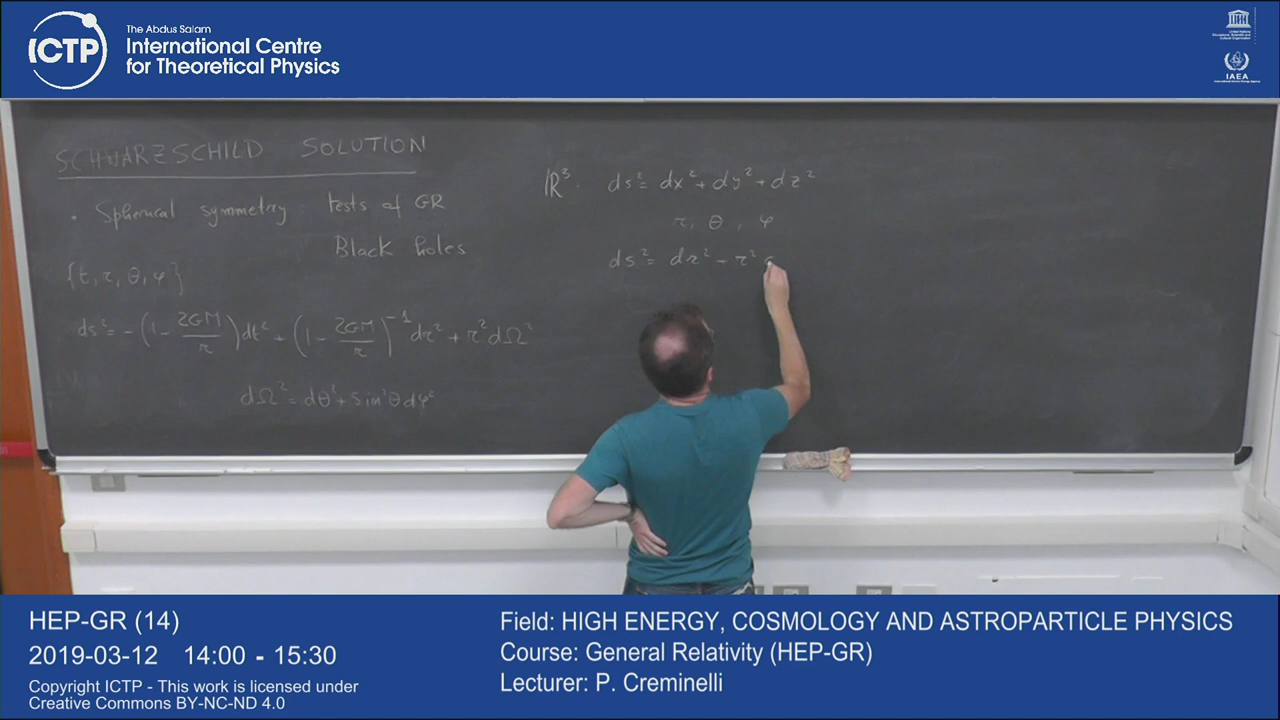 The Abdus Salam
ICTP International Centre
for Theoretical Physics
IAEA
SCHWARZSCHILD SOLUTION
• Spherical symmetry: tests of GR
Black holes
{t, r, θ, φ}
ds² = -(1 - 2GM/r)dt² + (1 - 2GM/r)⁻¹dr² + r²dΩ²
dΩ² = dθ² + sin²θdφ²
ℝ³: ds² = dx² + dy² + dz²
r, θ, φ
ds² = dr² - r²
HEP-GR (14)
2019-03-12 14:00 - 15:30
Copyright ICTP - This work is licensed under
Creative Commons BY-NC-ND 4.0
Field: HIGH ENERGY, COSMOLOGY AND ASTROPARTICLE PHYSICS
Course: General Relativity (HEP-GR)
Lecturer: P. Creminelli